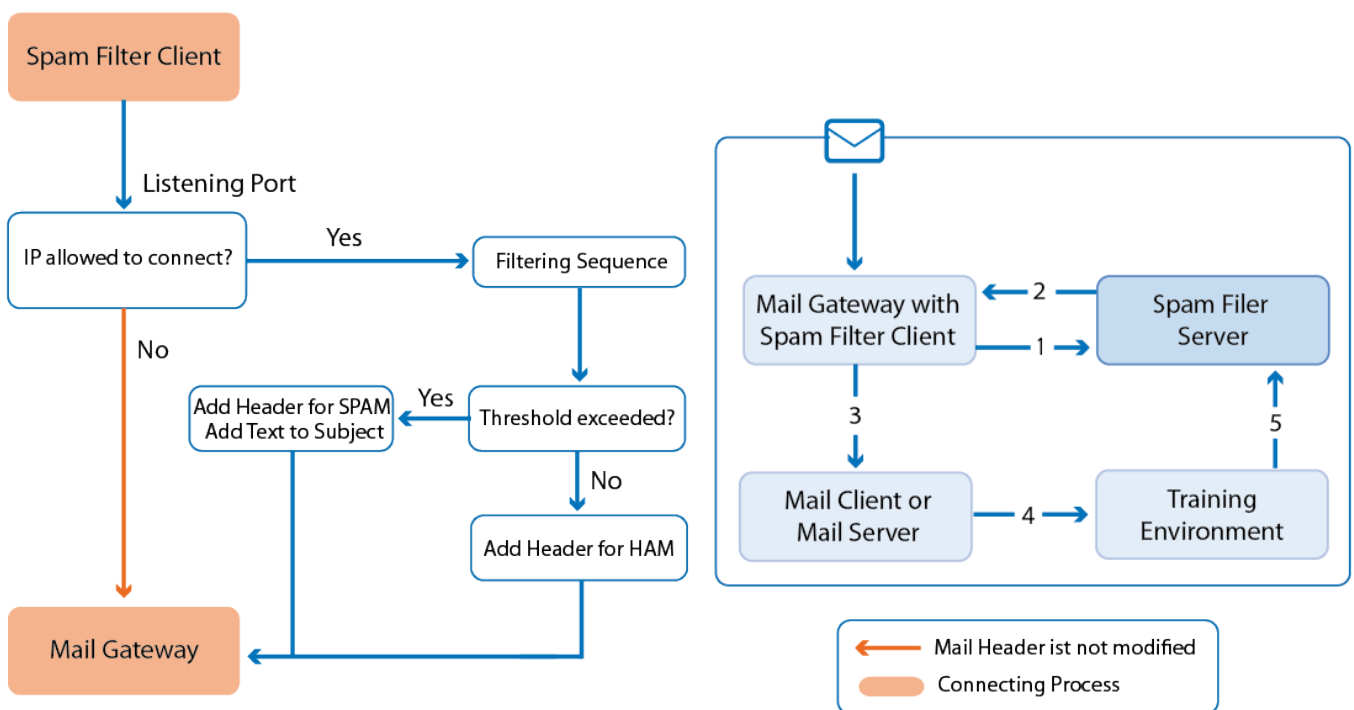 Spam Filter Client
Listening Port
IP allowed to connect?
Yes
Filtering Sequence
No
Add Header for SPAM
Add Text to Subject
Yes
Threshold exceeded?
No
Add Header for HAM
Mail Gateway
Mail Gateway with
Spam Filter Client
2
1
Spam Filer
Server
3
5
Mail Client or
Mail Server
4
Training
Environment
Mail Header ist not modified
Connecting Process